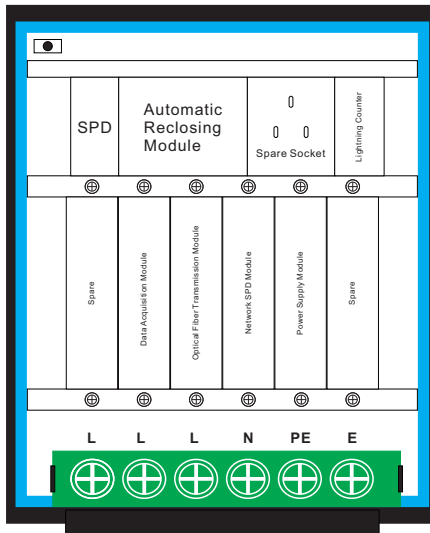 SPD
Automatic
Reclosing
Module
Spare Socket
Lightning Counter
Spare
Data Acquisition Module
Optical Fiber Transmission Module
Network SPD Module
Power Supply Module
Spare
L L L N PE E